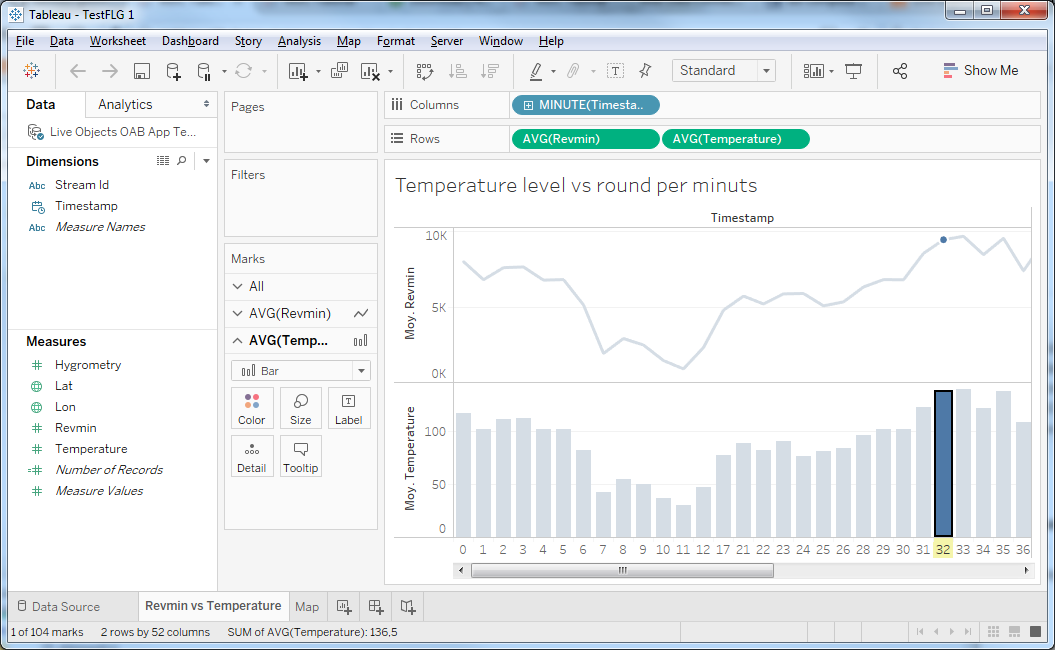 Tableau - TestFLG 1
File Data Worksheet Dashboard Story Analysis Map Format Server Window Help
Standard
Show Me
Data Analytics
Live Objects OAB App Te...
Dimensions
Abc Stream Id
Timestamp
Abc Measure Names
Measures
Hygrometry
Lat
Lon
Revmin
Temperature
Number of Records
Measure Values
Pages
Filters
Marks
All
AVG(Revmin)
AVG(Temp...
Bar
Color Size Label
Detail Tooltip
Columns MINUTE(Timesta..
Rows AVG(Revmin) AVG(Temperature)
Temperature level vs round per minuts
Timestamp
Moy. Revmin
10K
5K
0K
Moy. Temperature
100
50
0
0 1 2 3 4 5 6 7 8 9 10 11 12 17 21 22 23 24 25 26 28 29 30 31 32 33 34 35 36
Data Source Revmin vs Temperature Map
1 of 104 marks 2 rows by 52 columns SUM of AVG(Temperature): 136,5